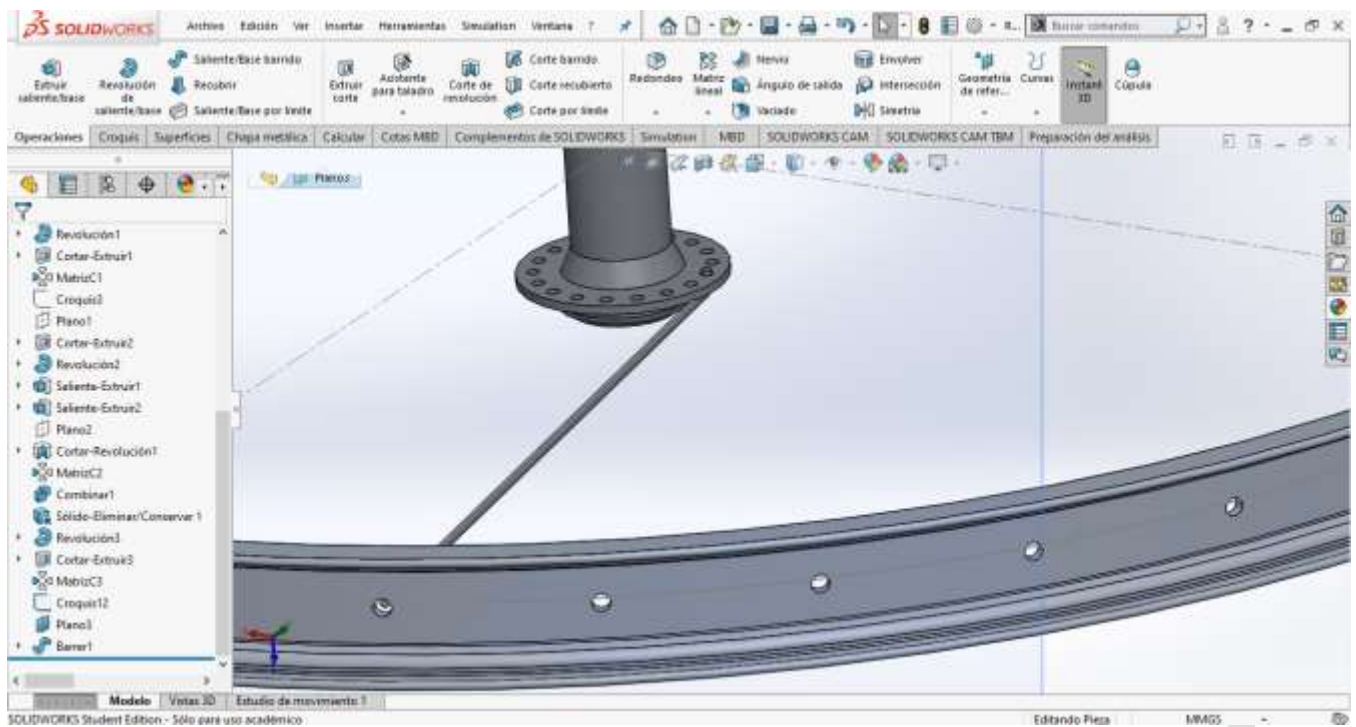 SOLIDWORKS
Archivo Edición Ver Insertar Herramientas Simulation Ventana ?
Buscar comandos
Extruir saliente/base
Revolución de saliente/base
Saliente/Base barrido
Recubrir
Saliente/Base por límite
Extruir corte
Asistente para taladro
Corte de revolución
Corte barrido
Corte recubierto
Corte por límite
Redondeo
Matriz lineal
Nervio
Ángulo de salida
Vaciado
Envolver
Intersección
Simetría
Geometría de refer...
Curvas
Instant 3D
Cúpula
Operaciones Croquis Superficies Chapa metálica Calcular Cotas MBD Complementos de SOLIDWORKS Simulation MBD SOLIDWORKS CAM SOLIDWORKS CAM TBM Preparación del análisis
Planos
Revolución1
Cortar-Extruir1
MatrizC1
Plano1
Cortar-Extruir2
Revolución2
Saliente-Extruir1
Saliente-Extruir2
Plano2
Cortar-Revolución1
MatrizC2
Combinar1
Sólido-Eliminar/Conservar 1
Revolución3
Cortar-Extruir3
MatrizC3
Croquis12
Plano3
Barrer1
Modelo Vistas 3D Estudio de movimiento 1
SOLIDWORKS Student Edition - Sólo para uso académico
Editando Pieza MMGS